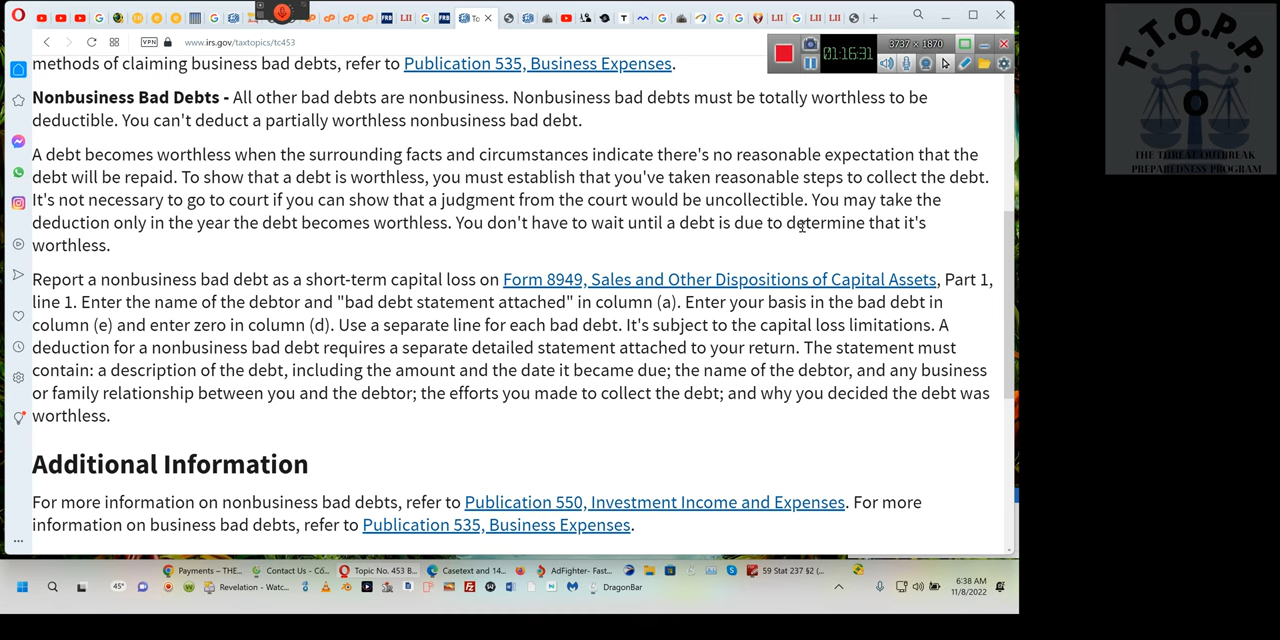 To
LII
FRB
LII
FRB
To
T
LII
LII
LII
VPN
www.irs.gov/taxtopics/tc453
01:16:31
3737 × 1870
T.T.O.P.P.
THE THREAT OUTBREAK
PREPAREDNESS PROGRAM
methods of claiming business bad debts, refer to Publication 535, Business Expenses.
Nonbusiness Bad Debts - All other bad debts are nonbusiness. Nonbusiness bad debts must be totally worthless to be
deductible. You can't deduct a partially worthless nonbusiness bad debt.
A debt becomes worthless when the surrounding facts and circumstances indicate there's no reasonable expectation that the
debt will be repaid. To show that a debt is worthless, you must establish that you've taken reasonable steps to collect the debt.
It's not necessary to go to court if you can show that a judgment from the court would be uncollectible. You may take the
deduction only in the year the debt becomes worthless. You don't have to wait until a debt is due to determine that it's
worthless.
Report a nonbusiness bad debt as a short-term capital loss on Form 8949, Sales and Other Dispositions of Capital Assets, Part 1,
line 1. Enter the name of the debtor and "bad debt statement attached" in column (a). Enter your basis in the bad debt in
column (e) and enter zero in column (d). Use a separate line for each bad debt. It's subject to the capital loss limitations. A
deduction for a nonbusiness bad debt requires a separate detailed statement attached to your return. The statement must
contain: a description of the debt, including the amount and the date it became due; the name of the debtor, and any business
or family relationship between you and the debtor; the efforts you made to collect the debt; and why you decided the debt was
worthless.
Additional Information
For more information on nonbusiness bad debts, refer to Publication 550, Investment Income and Expenses. For more
information on business bad debts, refer to Publication 535, Business Expenses.
Payments – THE...
Contact Us - Có...
Topic No. 453 B...
Casetext and 14...
AdFighter- Fast...
59 Stat 237 §2 (...
45°
Revelation - Watc...
DragonBar
6:38 AM
11/8/2022